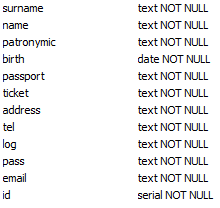 surname text NOT NULL
name text NOT NULL
patronymic text NOT NULL
birth date NOT NULL
passport text NOT NULL
ticket text NOT NULL
address text NOT NULL
tel text NOT NULL
log text NOT NULL
pass text NOT NULL
email text NOT NULL
id serial NOT NULL